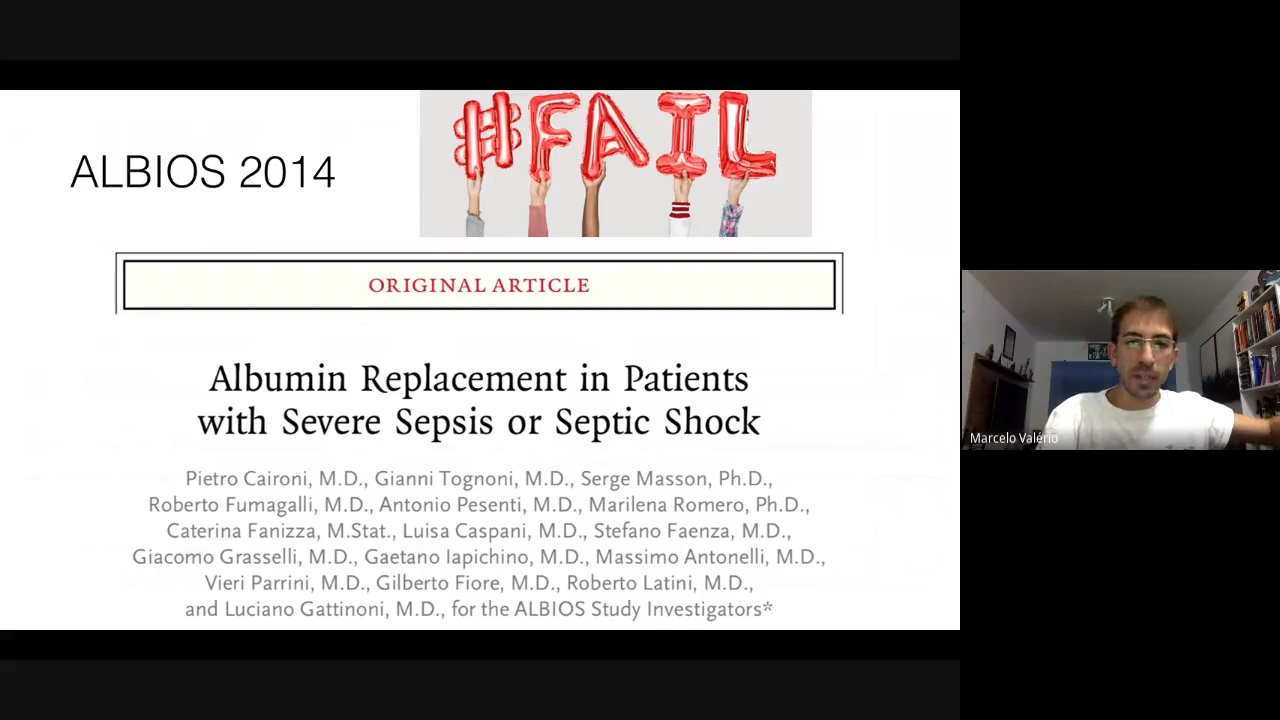 #FAIL
ALBIOS 2014
ORIGINAL ARTICLE
Albumin Replacement in Patients
with Severe Sepsis or Septic Shock
Pietro Caironi, M.D., Gianni Tognoni, M.D., Serge Masson, Ph.D.,
Roberto Fumagalli, M.D., Antonio Pesenti, M.D., Marilena Romero, Ph.D.,
Caterina Fanizza, M.Stat., Luisa Caspani, M.D., Stefano Faenza, M.D.,
Giacomo Grasselli, M.D., Gaetano Iapichino, M.D., Massimo Antonelli, M.D.,
Vieri Parrini, M.D., Gilberto Fiore, M.D., Roberto Latini, M.D.,
and Luciano Gattinoni, M.D., for the ALBIOS Study Investigators*
Marcelo Valério